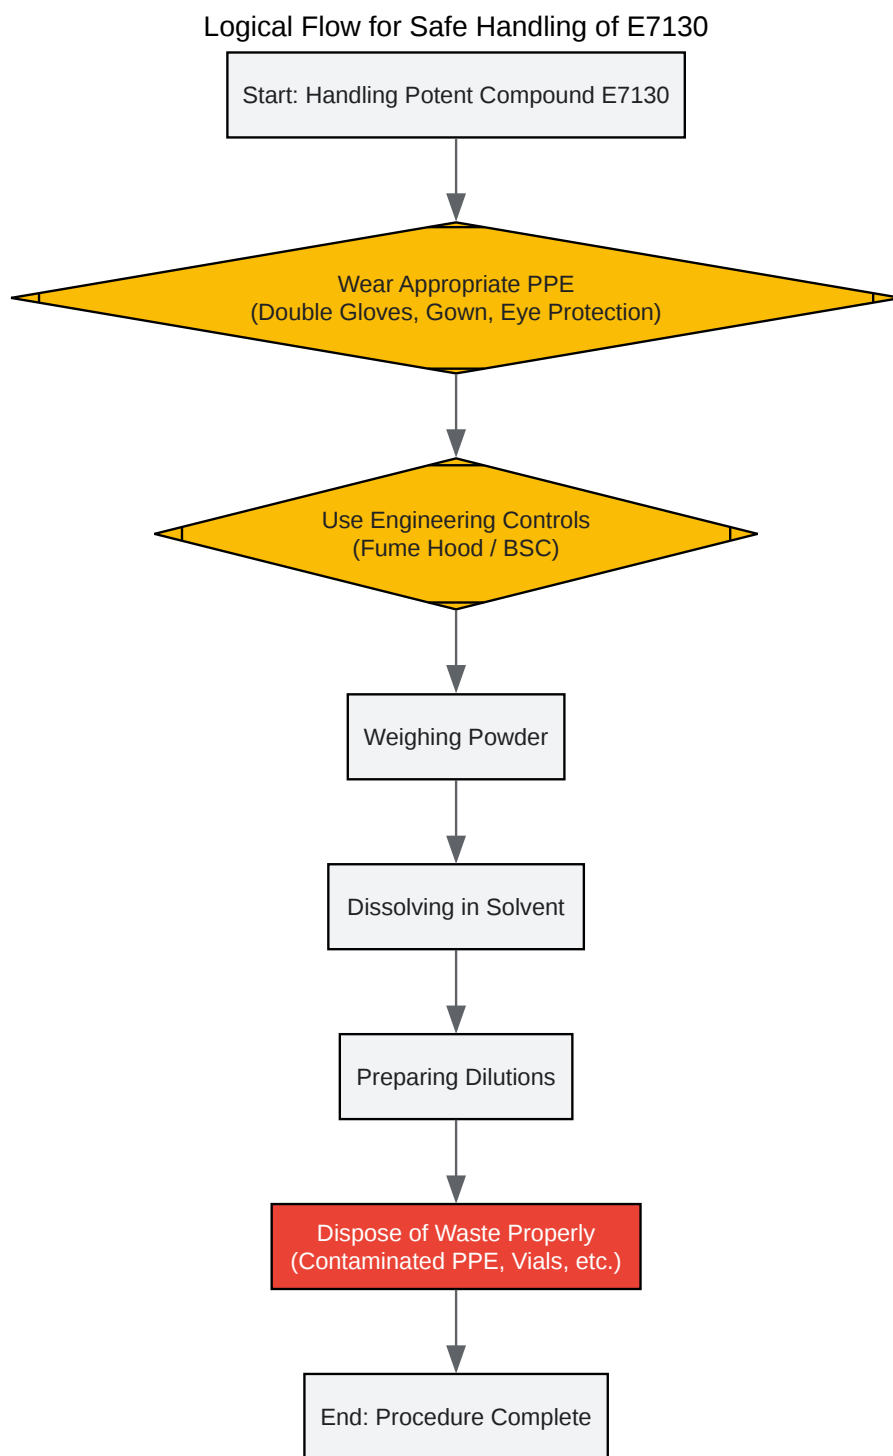 Logical Flow for Safe Handling of E7130
Start: Handling Potent Compound E7130
Wear Appropriate PPE
(Double Gloves, Gown, Eye Protection)
Use Engineering Controls
(Fume Hood / BSC)
Weighing Powder
Dissolving in Solvent
Preparing Dilutions
Dispose of Waste Properly
(Contaminated PPE, Vials, etc.)
End: Procedure Complete